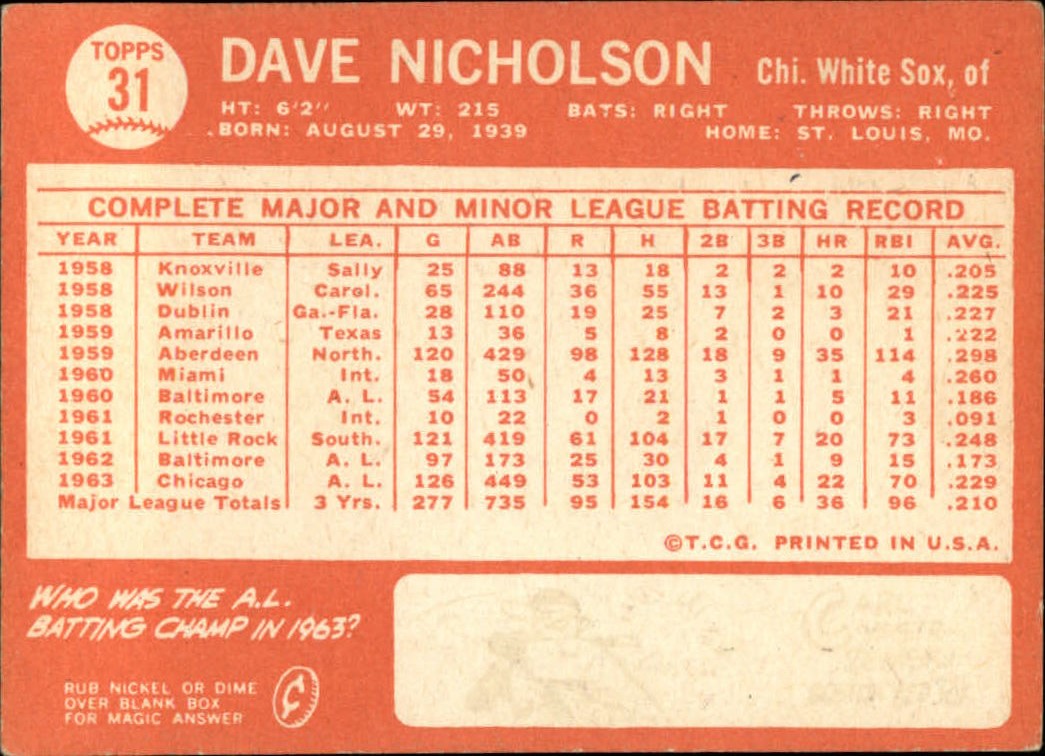 TOPPS
31
DAVE NICHOLSON Chi. White Sox, of
HT: 6'2" WT: 215 BATS: RIGHT THROWS: RIGHT
BORN: AUGUST 29, 1939 HOME: ST. LOUIS, MO.
COMPLETE MAJOR AND MINOR LEAGUE BATTING RECORD
YEAR TEAM LEA. G AB R H 2B 3B HR RBI AVG.
1958 Knoxville Sally 25 88 13 18 2 2 2 10 .205
1958 Wilson Carol. 65 244 36 55 13 1 10 29 .225
1958 Dublin Ga.-Fla. 28 110 19 25 7 2 3 21 .227
1959 Amarillo Texas 13 36 5 8 2 0 0 1 .222
1959 Aberdeen North. 120 429 98 128 18 9 35 114 .298
1960 Miami Int. 18 50 4 13 3 1 1 4 .260
1960 Baltimore A. L. 54 113 17 21 1 1 5 11 .186
1961 Rochester Int. 10 22 0 2 1 0 0 3 .091
1961 Little Rock South. 121 419 61 104 17 7 20 73 .248
1962 Baltimore A. L. 97 173 25 30 4 1 9 15 .173
1963 Chicago A. L. 126 449 53 103 11 4 22 70 .229
Major League Totals 3 Yrs. 277 735 95 154 16 6 36 96 .210
©T.C.G. PRINTED IN U.S.A.
WHO WAS THE A.L.
BATTING CHAMP IN 1963?
RUB NICKEL OR DIME
OVER BLANK BOX
FOR MAGIC ANSWER
¢